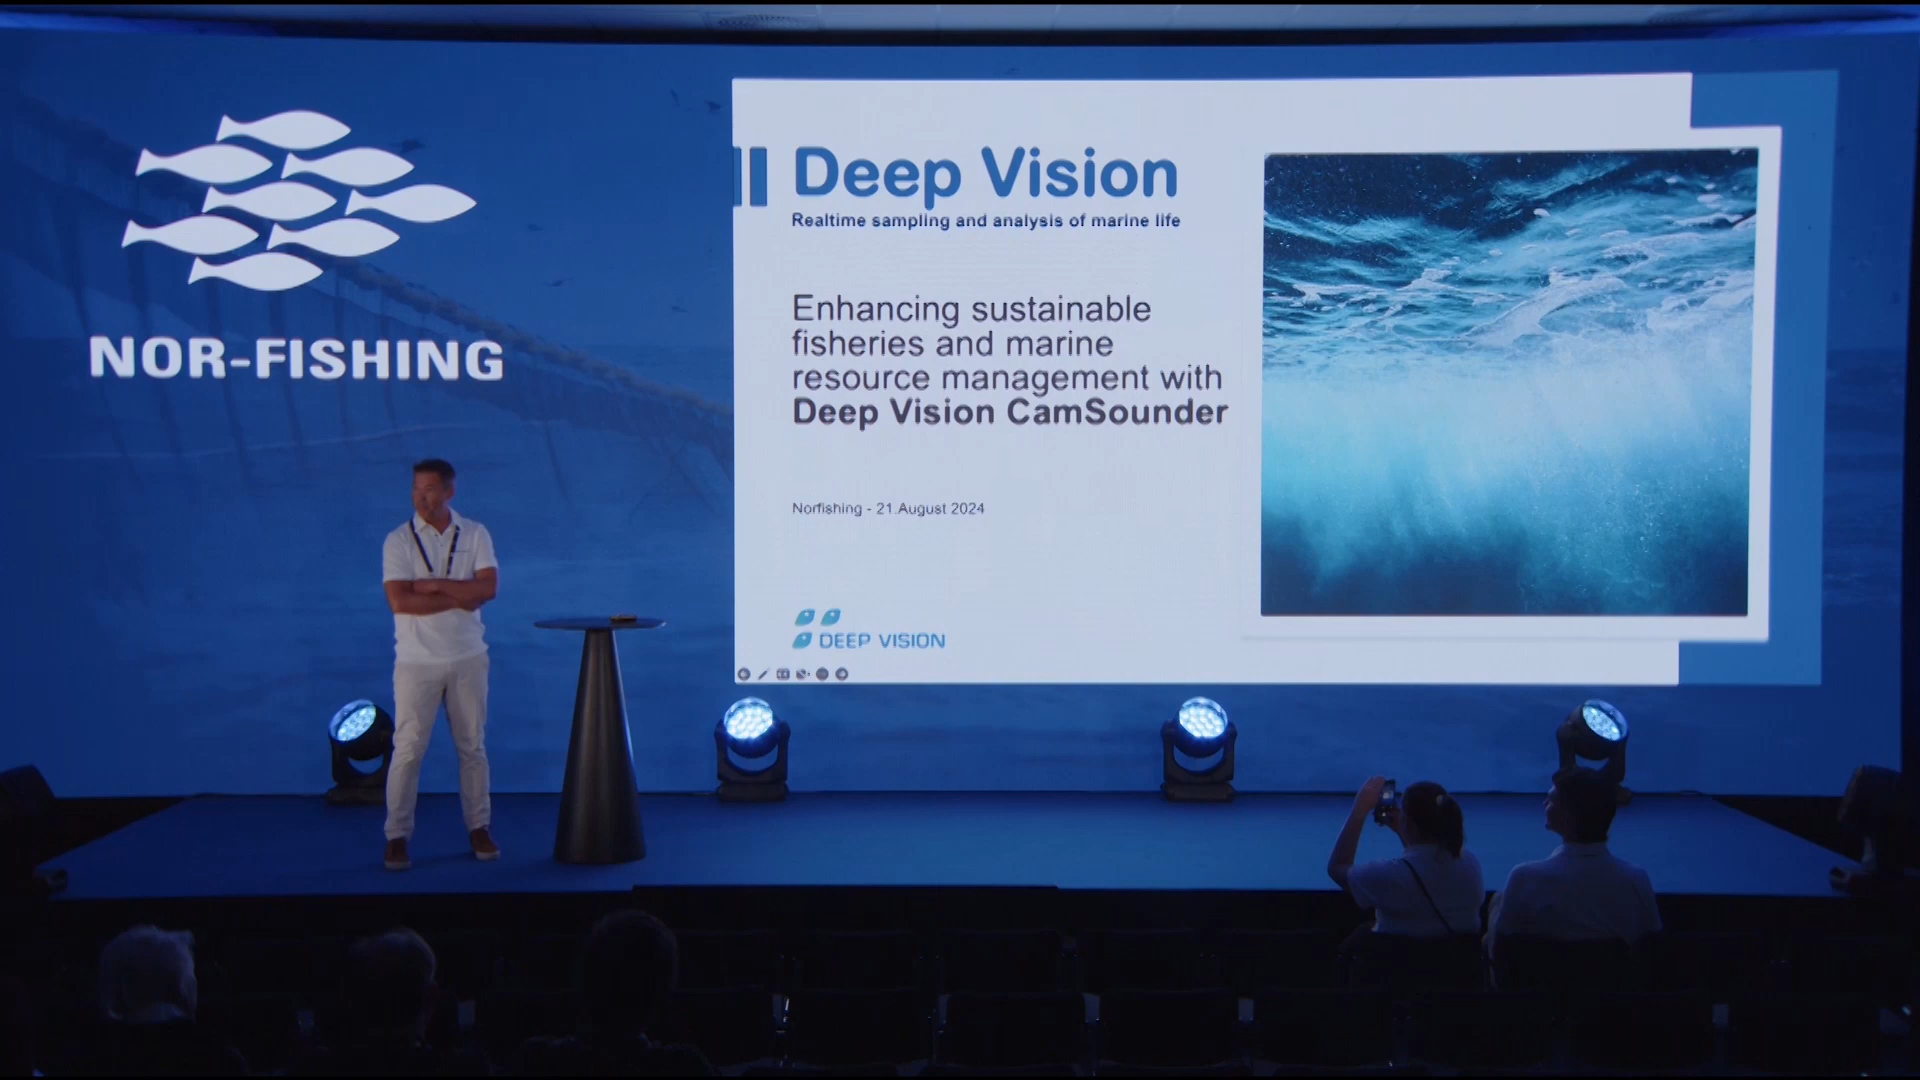 NOR-FISHING
Deep Vision
Realtime sampling and analysis of marine life
Enhancing sustainable
fisheries and marine
resource management with
Deep Vision CamSounder
Norfishing - 21.August 2024
DEEP VISION